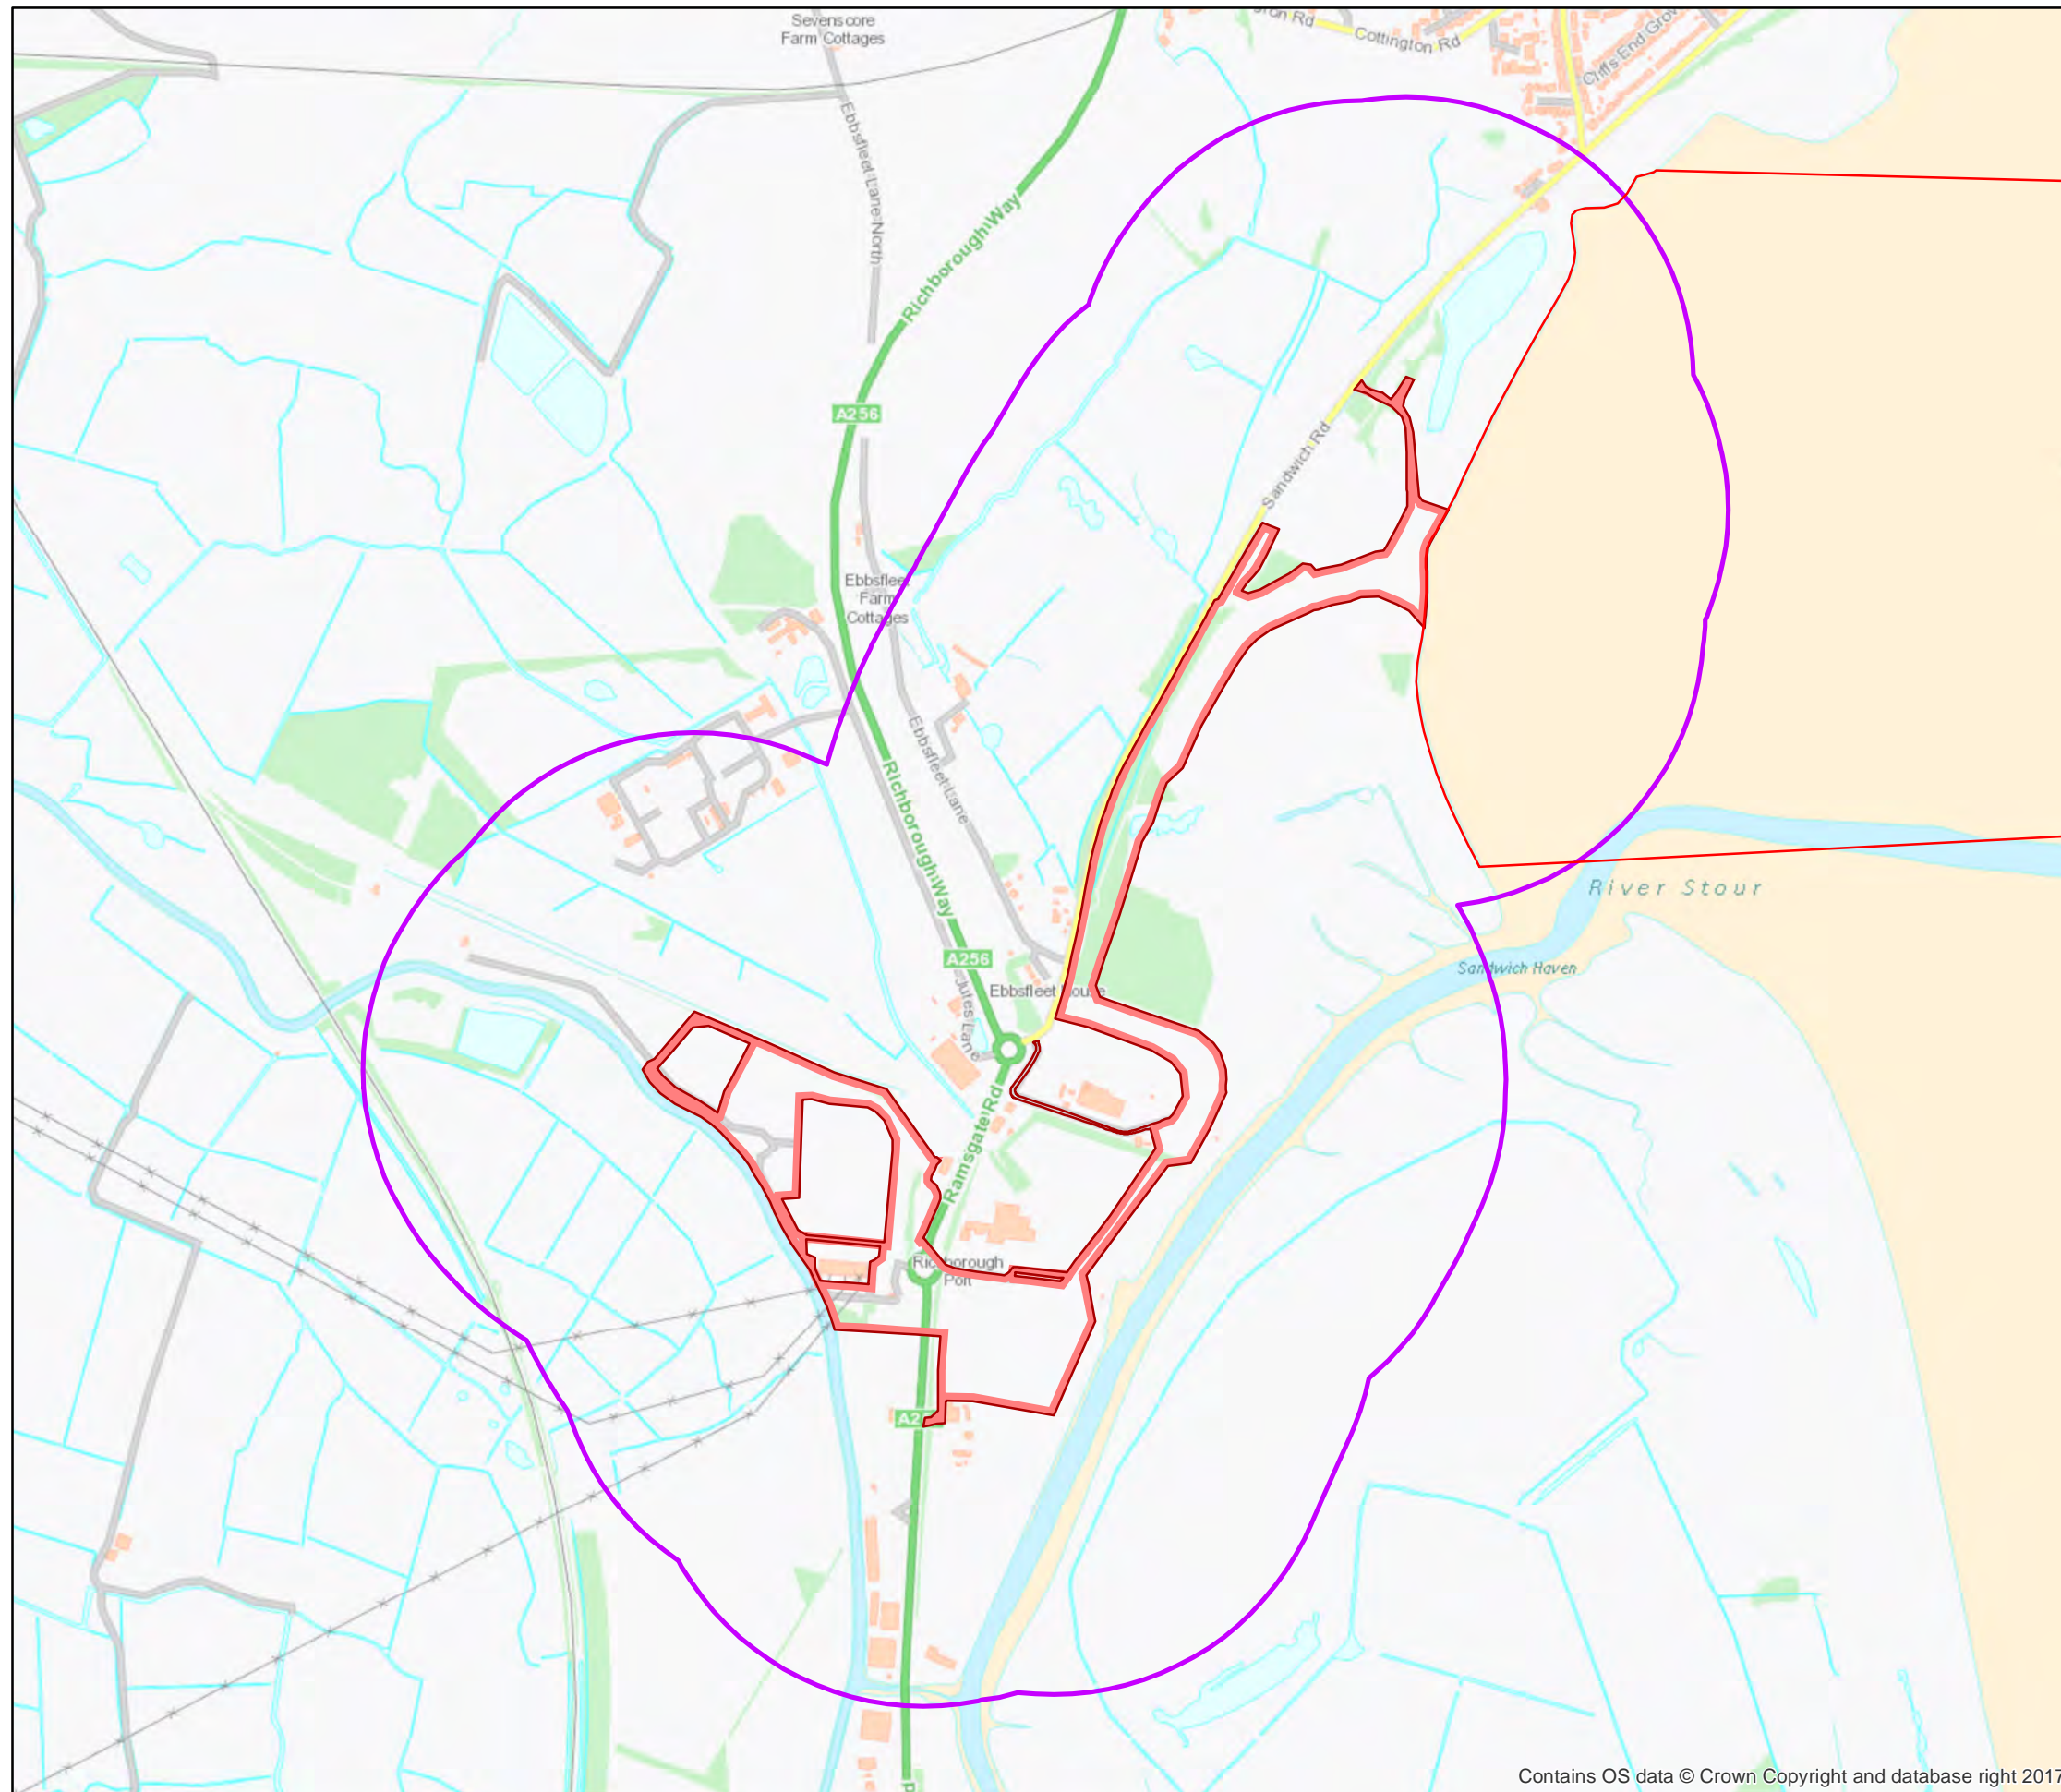 Sevenscore
Farm Cottages
Cottington Rd
Cliffs End Grov
Ebbsfleet Lane North
Richborough Way
A256
Sandwich Rd
Ebbsfleet
Farm
Cottages
Ebbsfleet Lane
Richborough Way
River Stour
A256
Sandwich Haven
Ebbsfleet House
Jutes Lane
Ramsgate Rd
Richborough
Port
A2
Contains OS data © Crown Copyright and database right 2017